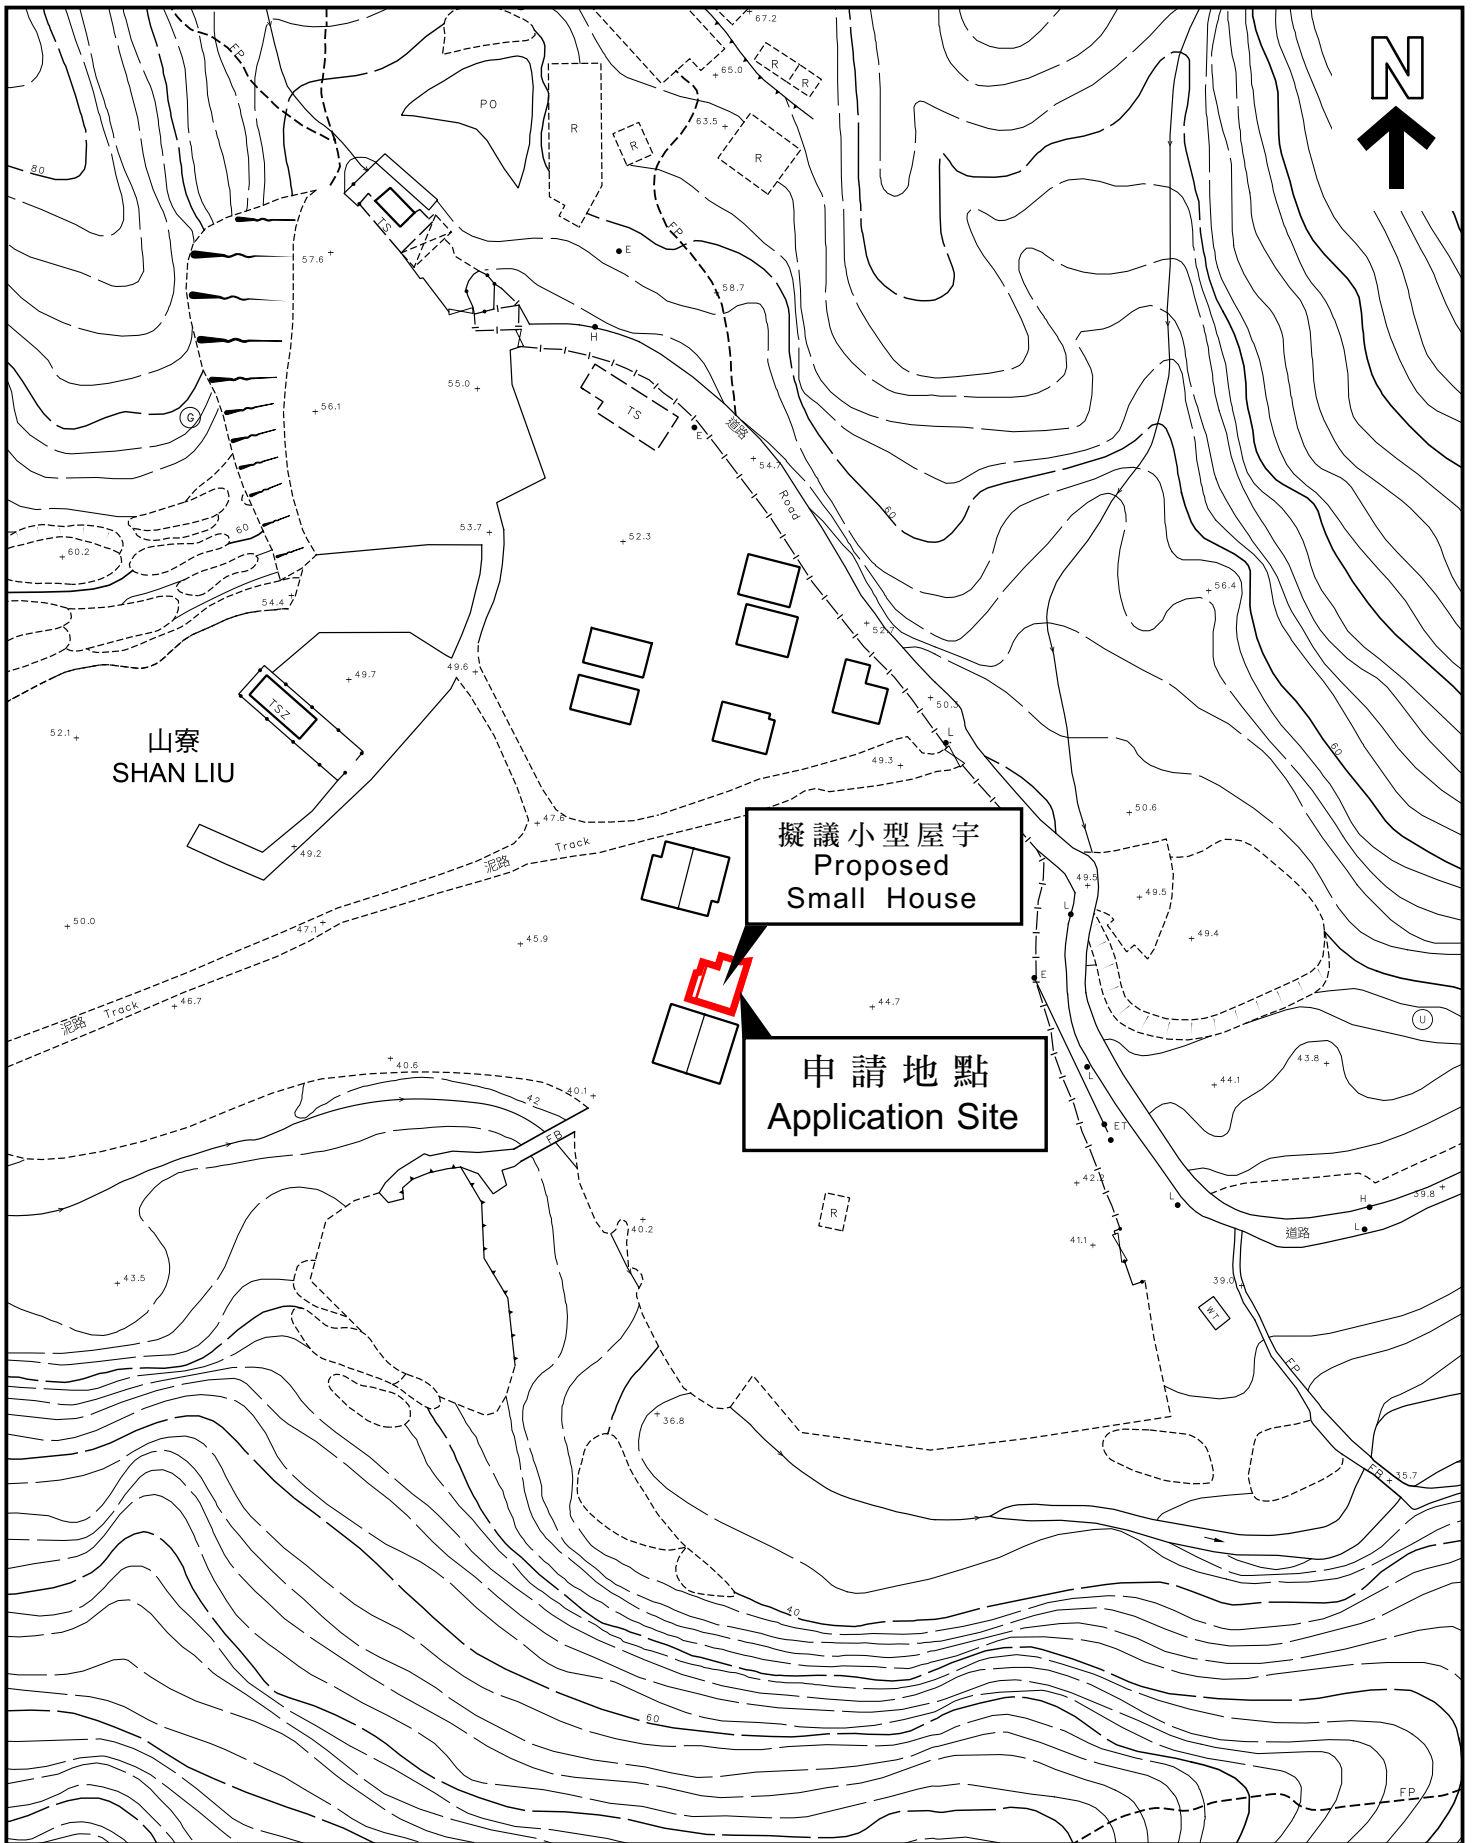 67.2
N
FP
65.0
R
R
PO
63.5
R
R
R
80
TS
FP
E
57.6
58.7
H
55.0
TS
56.1
G
道路
E
54.7
Road
60
53.7
52.3
60
60.2
56.4
54.4
52.7
49.6
49.7
TSZ
50.3
52.1
山寮
SHAN LIU
L
60
49.3
50.6
47.6
擬議小型屋宇
Proposed
Small House
Track
泥路
49.2
49.5
49.5
L
50.0
47.1
45.9
49.4
E
46.7
Track
泥路
44.7
U
40.6
43.8
申請地點
Application Site
L
44.1
40.1
42
ET
FB
42.2
L
H
39.8
R
40.2
L
道路
41.1
43.5
39.0
WT
FP
36.8
FB
35.7
40
60
FP